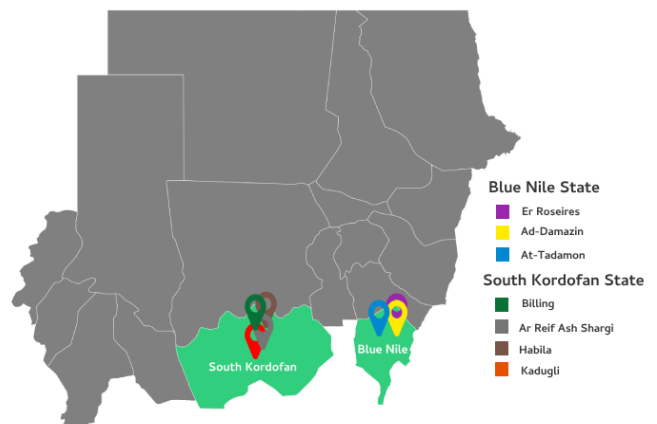 Blue Nile State
Er Roseires
Ad-Damazin
At-Tadamon
South Kordofan State
Billing
Ar Reif Ash Shargi
Habila
Kadugli
South Kordofan
Blue Nile